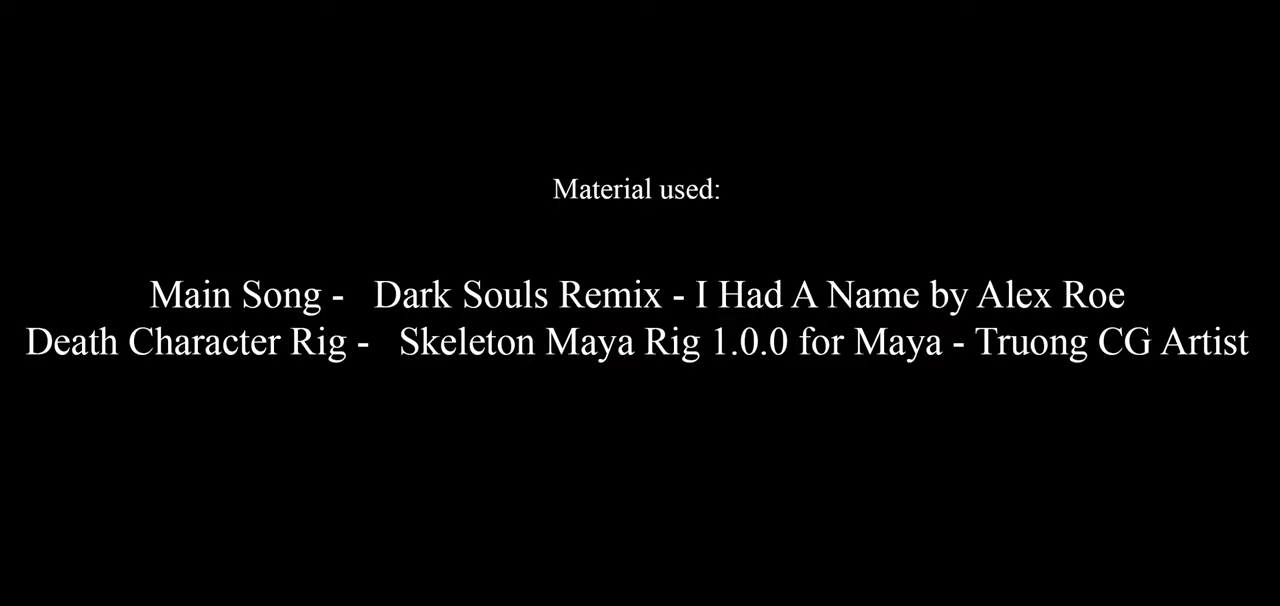 Material used:
Main Song -   Dark Souls Remix - I Had A Name by Alex Roe
Death Character Rig -   Skeleton Maya Rig 1.0.0 for Maya - Truong CG Artist